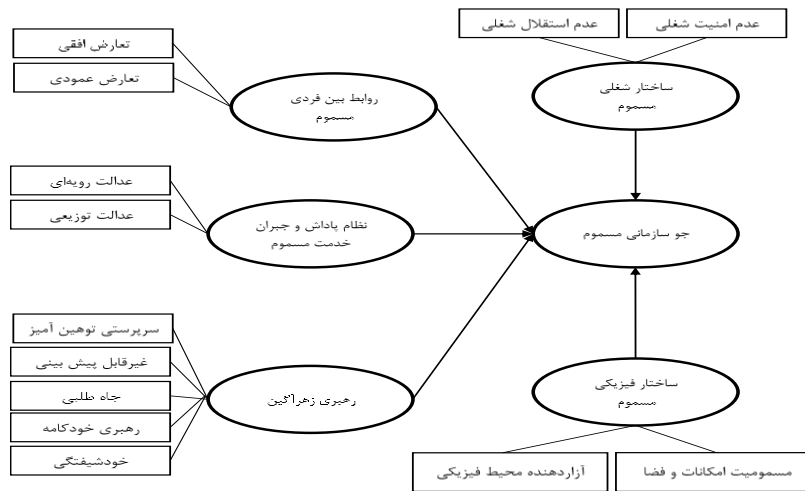 عدم امنیت شغلی
عدم استقلال شغلی
ساختار شغلی
مسموم
تعارض افقی
تعارض عمودی
روابط بین فردی
مسموم
عدالت رویه‌ای
عدالت توزیعی
نظام پاداش و جبران
خدمت مسموم
جو سازمانی مسموم
سرپرستی توهین آمیز
غیرقابل پیش بینی
جاه طلبی
رهبری خودکامه
خودشیفتگی
رهبری زهرآگین
ساختار فیزیکی
مسموم
مسمومیت امکانات و فضا
آزاردهنده محیط فیزیکی